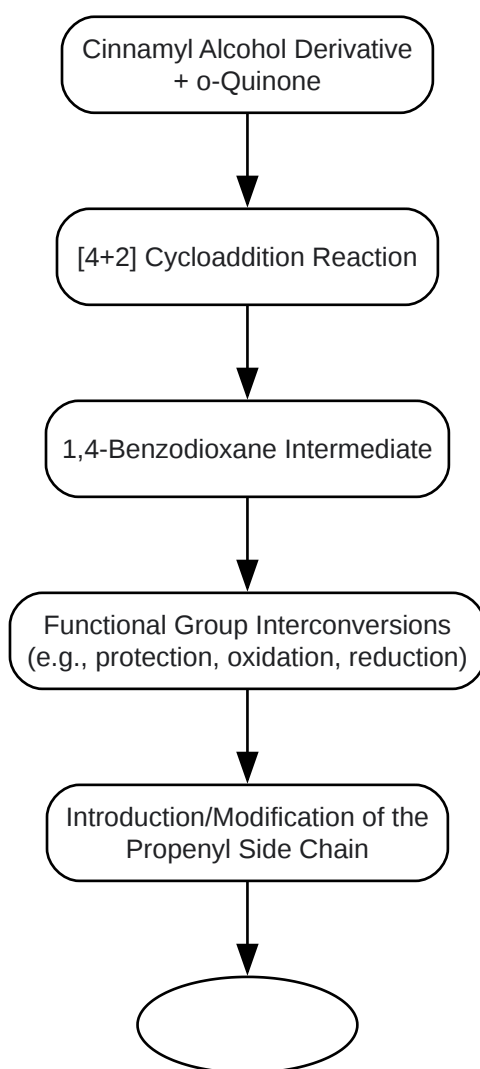 Cinnamyl Alcohol Derivative
+ o-Quinone
[4+2] Cycloaddition Reaction
1,4-Benzodioxane Intermediate
Functional Group Interconversions
(e.g., protection, oxidation, reduction)
Introduction/Modification of the
Propenyl Side Chain